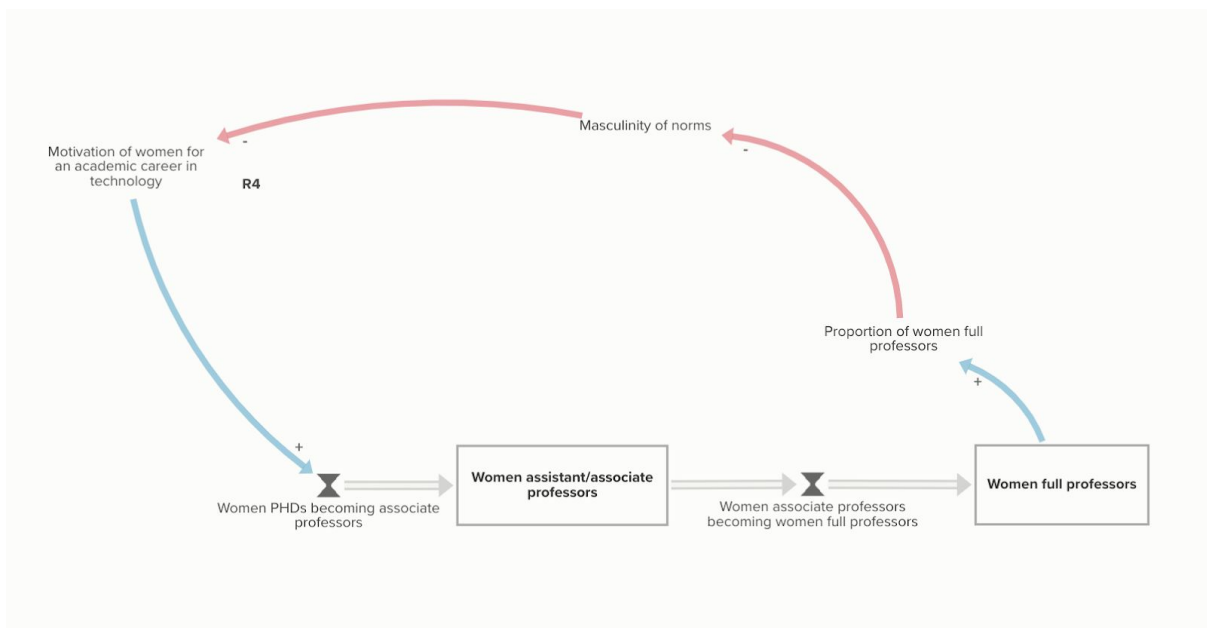 Masculinity of norms
-
-
Motivation of women for
an academic career in
technology
R4
Proportion of women full
professors
+
+
Women assistant/associate
professors
Women full professors
Women PHDs becoming associate
professors
Women associate professors
becoming women full professors